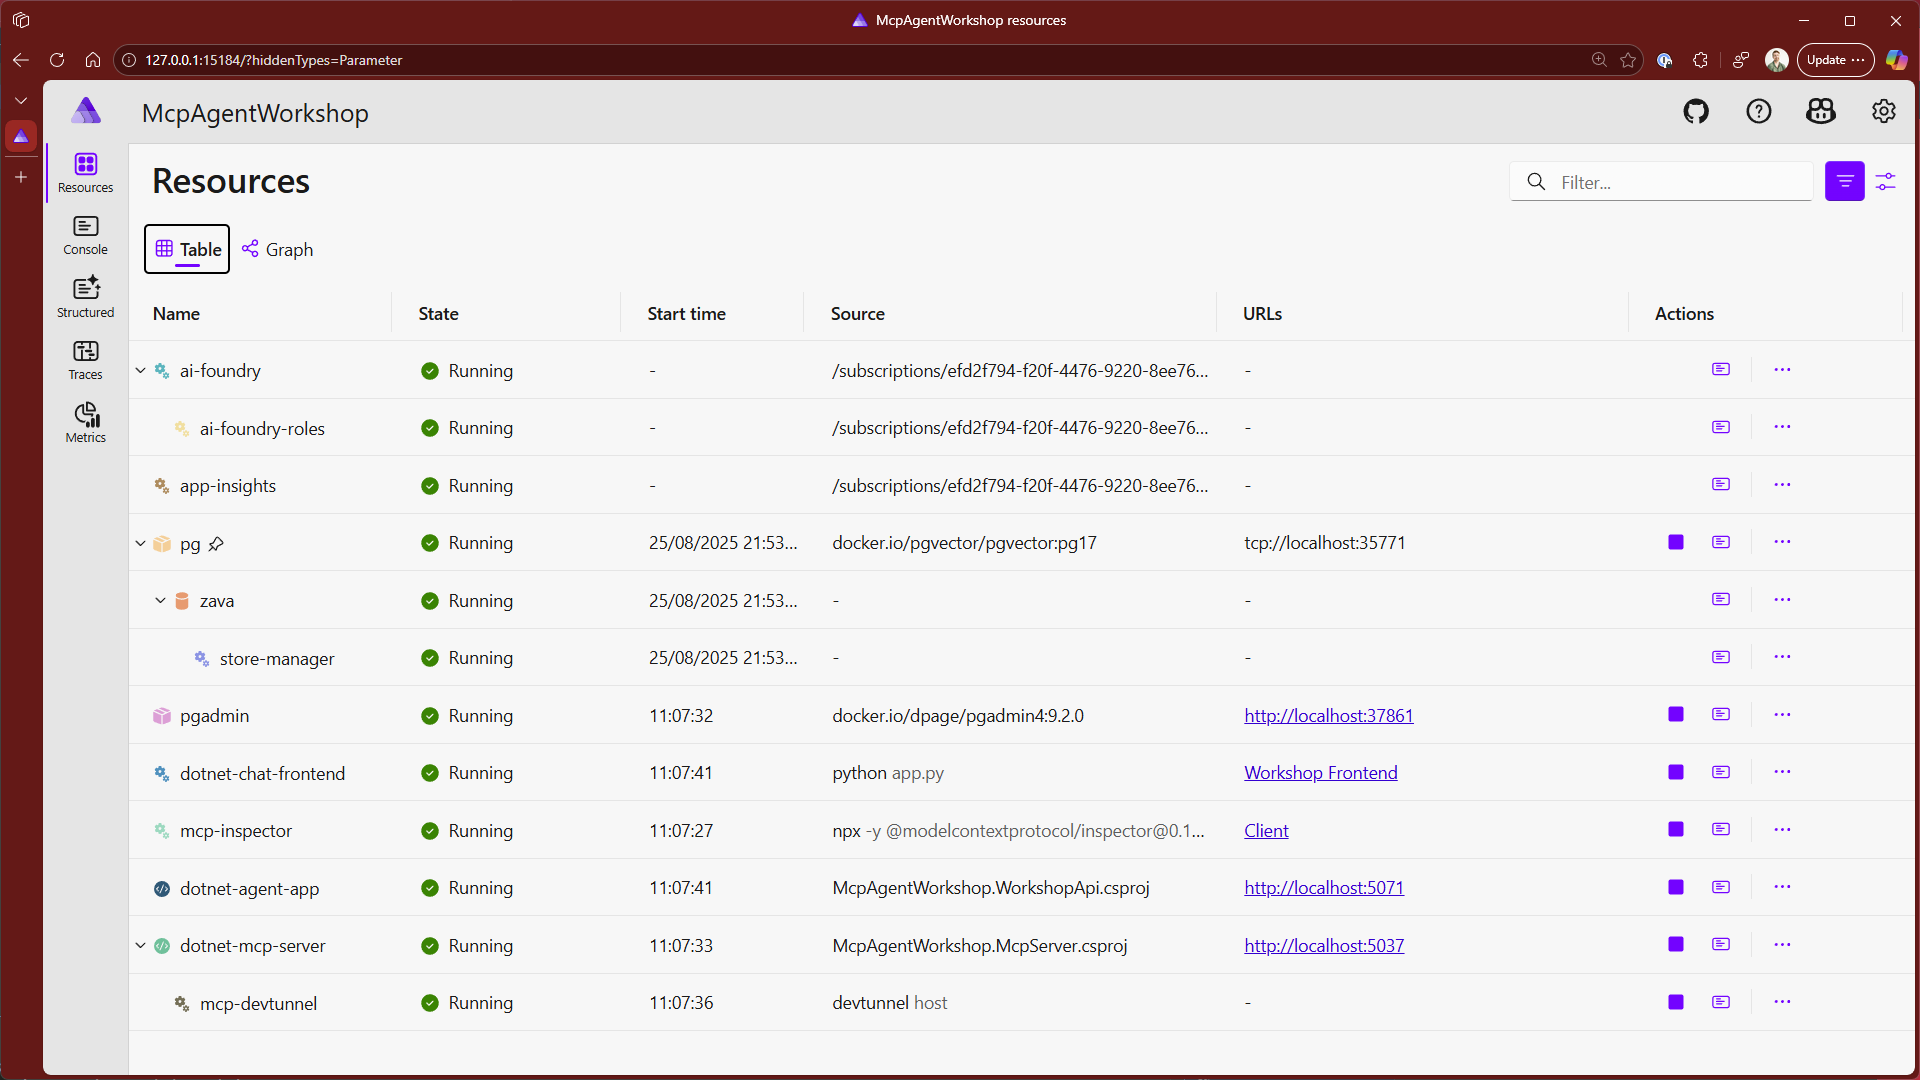 McpAgentWorkshop resources
127.0.0.1:15184/?hiddenTypes=Parameter
Update
McpAgentWorkshop
Resources
Console
Structured
Traces
Metrics
Resources
Filter...
Table Graph
Name State Start time Source URLs Actions
ai-foundry Running - /subscriptions/efd2f794-f20f-4476-9220-8ee76... -
ai-foundry-roles Running - /subscriptions/efd2f794-f20f-4476-9220-8ee76... -
app-insights Running - /subscriptions/efd2f794-f20f-4476-9220-8ee76... -
pg Running 25/08/2025 21:53... docker.io/pgvector/pgvector:pg17 tcp://localhost:35771
zava Running 25/08/2025 21:53... - -
store-manager Running 25/08/2025 21:53... - -
pgadmin Running 11:07:32 docker.io/dpage/pgadmin4:9.2.0 http://localhost:37861
dotnet-chat-frontend Running 11:07:41 python app.py Workshop Frontend
mcp-inspector Running 11:07:27 npx -y @modelcontextprotocol/inspector@0.1... Client
dotnet-agent-app Running 11:07:41 McpAgentWorkshop.WorkshopApi.csproj http://localhost:5071
dotnet-mcp-server Running 11:07:33 McpAgentWorkshop.McpServer.csproj http://localhost:5037
mcp-devtunnel Running 11:07:36 devtunnel host -